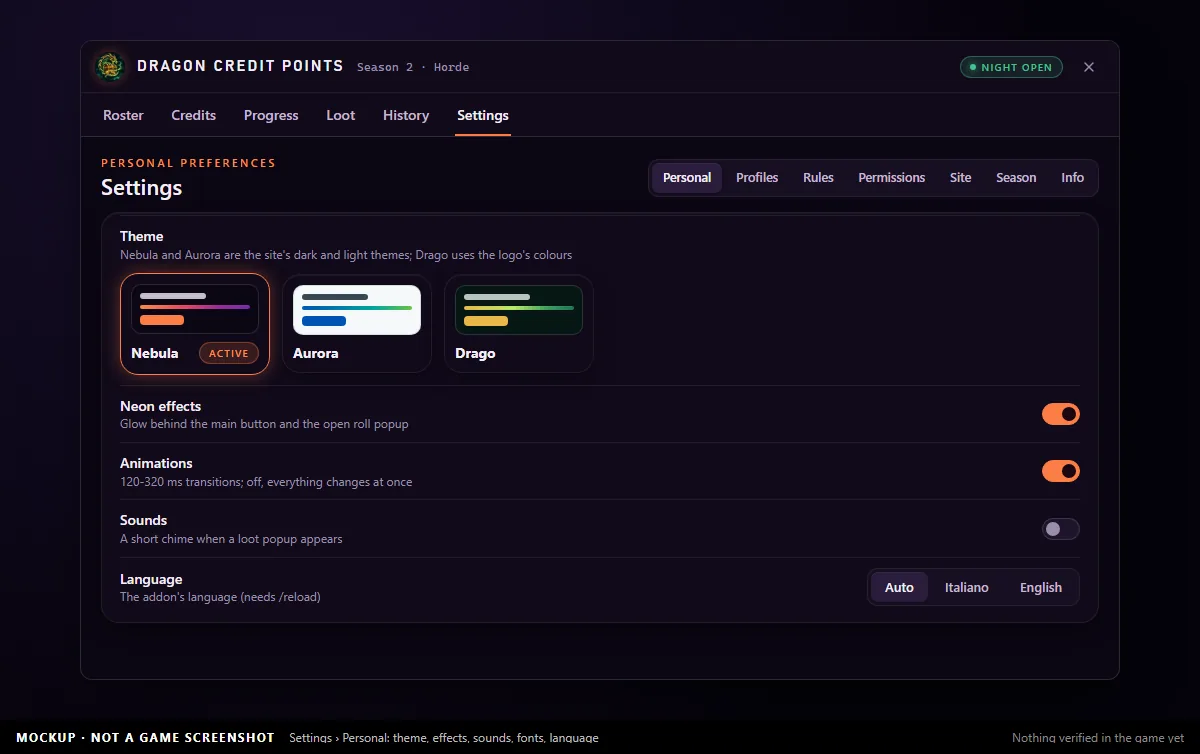 DRAGON CREDIT POINTS Season 2 · Horde NIGHT OPEN
Roster Credits Progress Loot History Settings
PERSONAL PREFERENCES
Settings
Personal Profiles Rules Permissions Site Season Info
Theme
Nebula and Aurora are the site's dark and light themes; Drago uses the logo's colours
Nebula ACTIVE Aurora Drago
Neon effects
Glow behind the main button and the open roll popup
Animations
120-320 ms transitions; off, everything changes at once
Sounds
A short chime when a loot popup appears
Language
The addon's language (needs /reload)
Auto Italiano English
MOCKUP · NOT A GAME SCREENSHOT Settings › Personal: theme, effects, sounds, fonts, language Nothing verified in the game yet